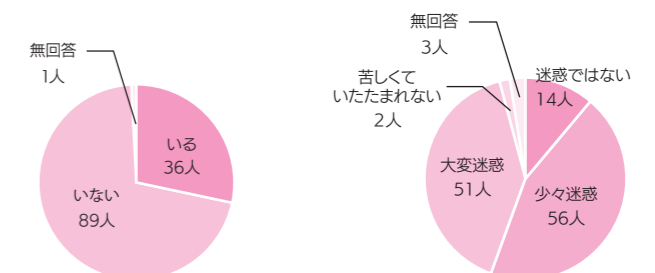 無回答
1人
いる
36人
いない
89人
無回答
3人
迷惑ではない
14人
苦しくて
いたたまれない
2人
大変迷惑
51人
少々迷惑
56人